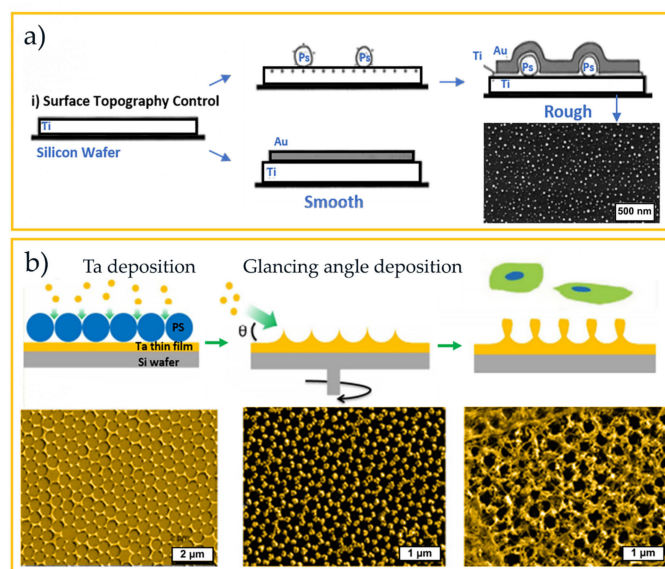 a)
i) Surface Topography Control
Ti
Silicon Wafer
Ps
Ps
Au
Ti
Smooth
Au
Ti
Ps
Ps
Ti
Rough
500 nm
b)
Ta deposition
Glancing angle deposition
PS
Ta thin film
Si wafer
θ
2 µm
1 µm
1 µm